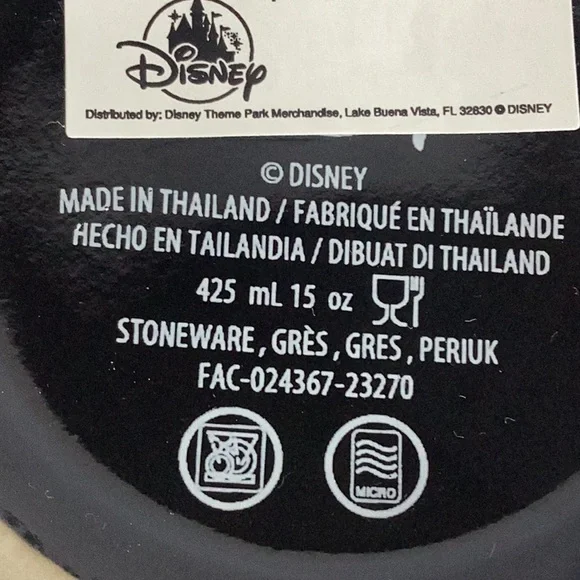 Disney
Distributed by: Disney Theme Park Merchandise, Lake Buena Vista, FL 32830 © DISNEY
© DISNEY
MADE IN THAILAND / FABRIQUÉ EN THAÏLANDE
HECHO EN TAILANDIA / DIBUAT DI THAILAND
425 mL 15 oz
STONEWARE, GRÈS, GRES, PERIUK
FAC-024367-23270
MICRO